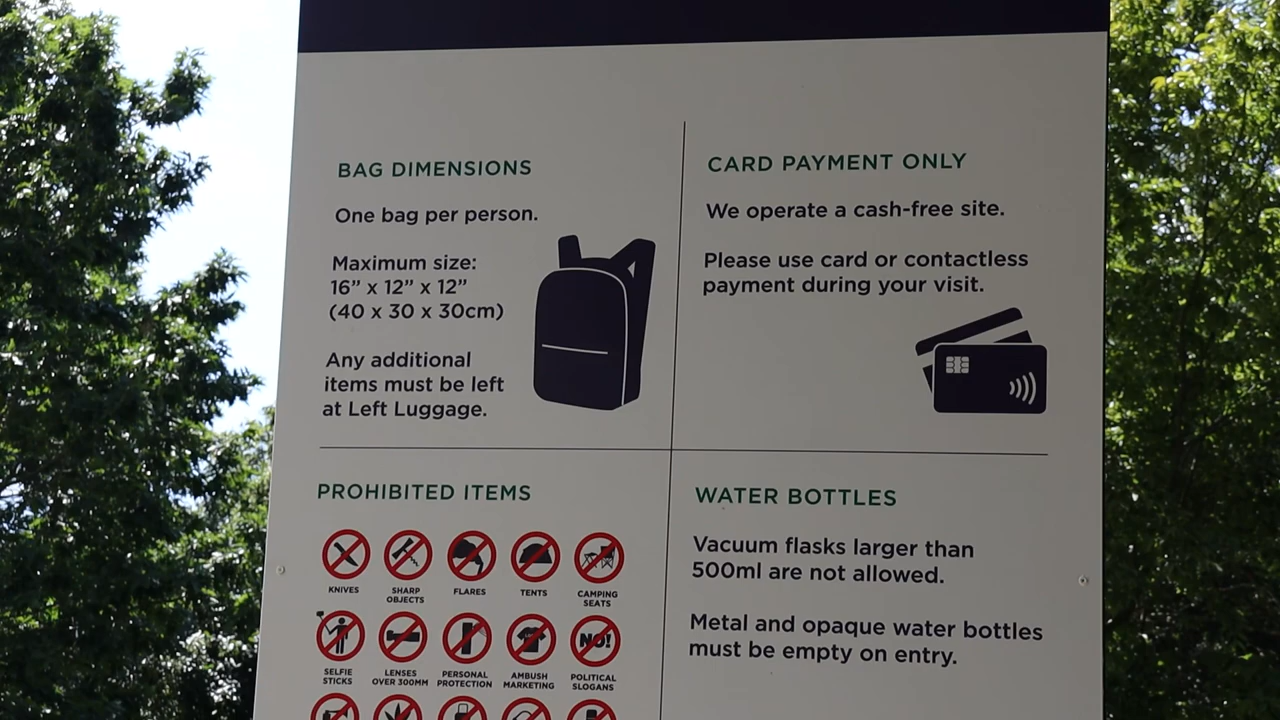 BAG DIMENSIONS
One bag per person.
Maximum size:
16” x 12” x 12”
(40 x 30 x 30cm)
Any additional
items must be left
at Left Luggage.
CARD PAYMENT ONLY
We operate a cash-free site.
Please use card or contactless
payment during your visit.
PROHIBITED ITEMS
KNIVES
SHARP
OBJECTS
FLARES
TENTS
CAMPING
SEATS
NO!
SELFIE
STICKS
LENSES
OVER 300MM
PERSONAL
PROTECTION
AMBUSH
MARKETING
POLITICAL
SLOGANS
WATER BOTTLES
Vacuum flasks larger than
500ml are not allowed.
Metal and opaque water bottles
must be empty on entry.